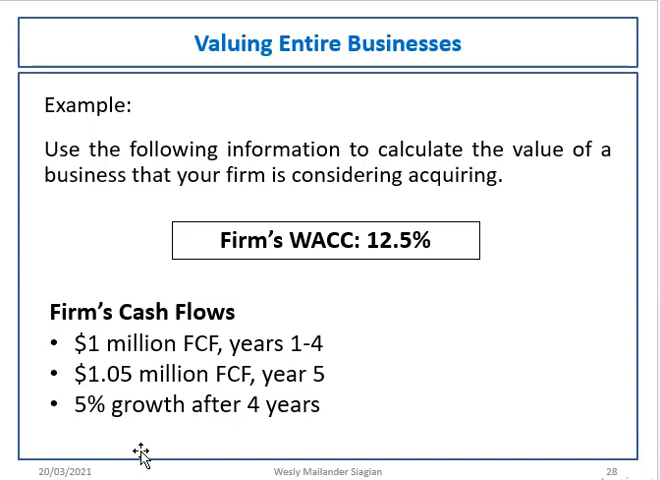 Valuing Entire Businesses
Example:
Use the following information to calculate the value of a
business that your firm is considering acquiring.
Firm's WACC: 12.5%
Firm's Cash Flows
• $1 million FCF, years 1-4
• $1.05 million FCF, year 5
• 5% growth after 4 years
20/03/2021
Wesly Mailander Siagian
28